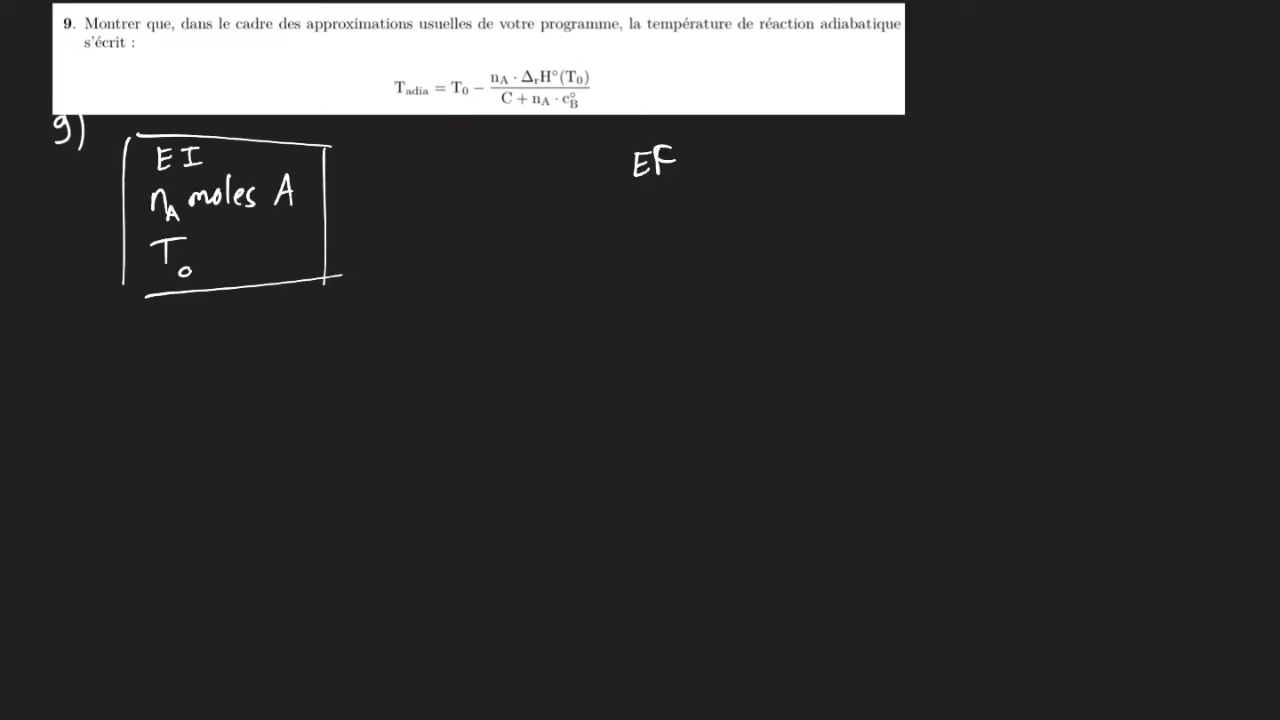 9. Montrer que, dans le cadre des approximations usuelles de votre programme, la température de réaction adiabatique
s'écrit :
T_adia = T_0 − (n_A · Δ_rH°(T_0)) / (C + n_A · c°_B)
9)
EI
EF
n_A moles A
T_0